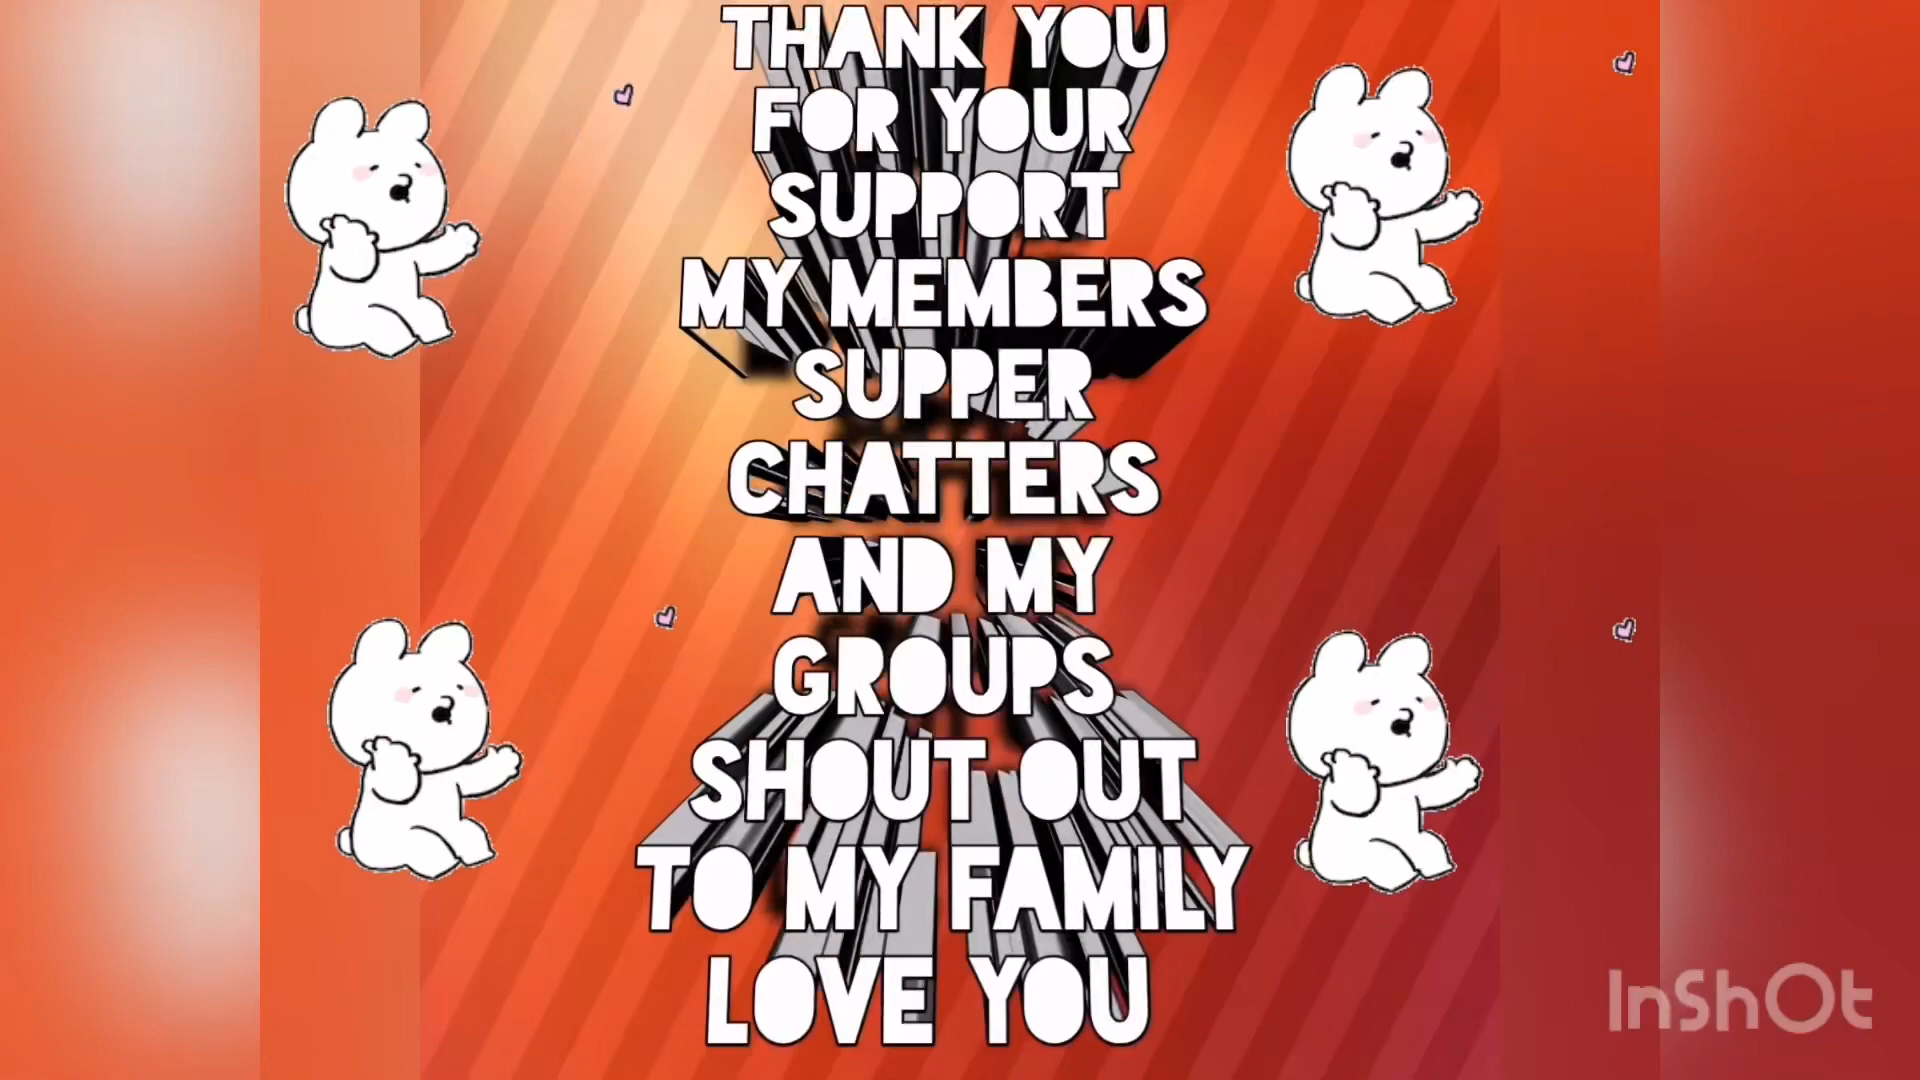 THANK YOU
FOR YOUR
SUPPORT
MY MEMBERS
SUPPER
CHATTERS
AND MY
GROUPS
SHOUT OUT
TO MY FAMILY
LOVE YOU
InShOt